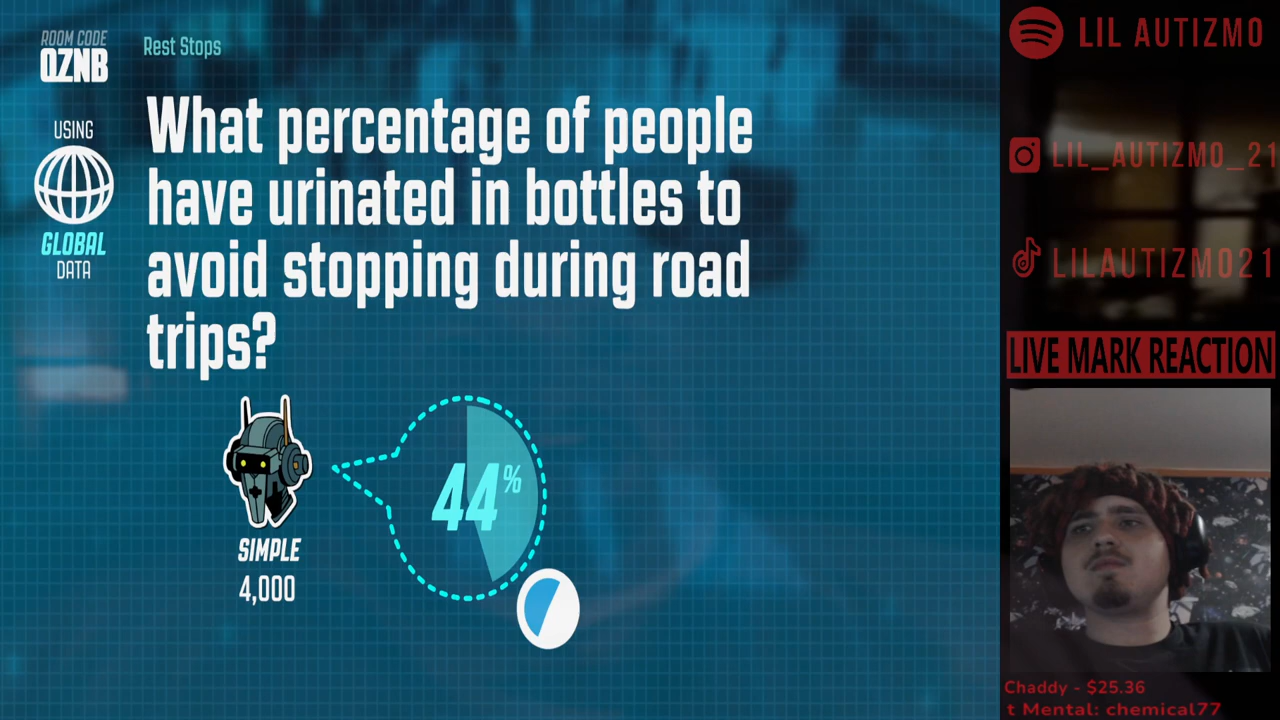 ROOM CODE
QZNB
Rest Stops
USING
GLOBAL
DATA
What percentage of people
have urinated in bottles to
avoid stopping during road
trips?
44%
SIMPLE
4,000
LIL AUTIZMO
LIL_AUTIZMO_21
LILAUTIZMO21
LIVE MARK REACTION
Chaddy - $25.36
t Mental: chemical77